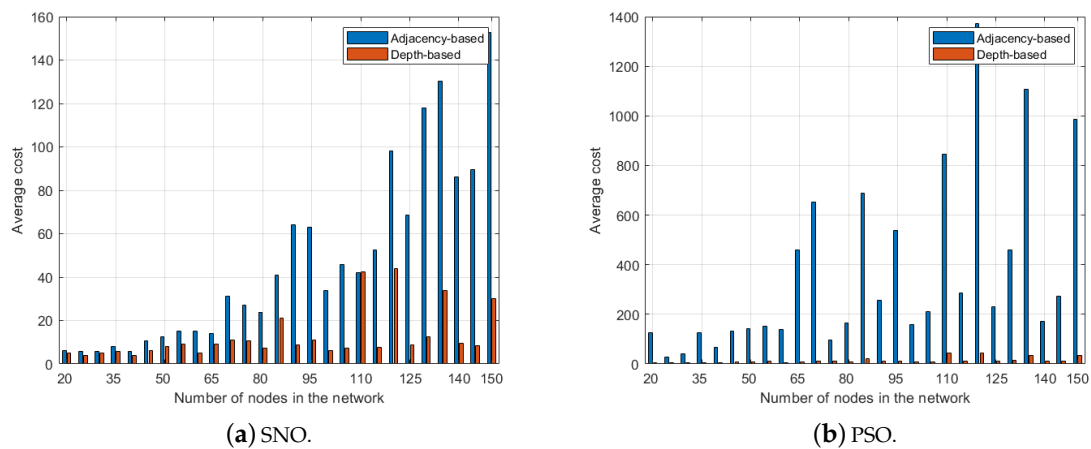 160
140
120
100
80
60
40
20
0
Average cost
Adjacency-based
Depth-based
20 35 50 65 80 95 110 125 140 150
Number of nodes in the network
(a) SNO.
1400
1200
1000
800
600
400
200
0
Average cost
Adjacency-based
Depth-based
20 35 50 65 80 95 110 125 140 150
Number of nodes in the network
(b) PSO.